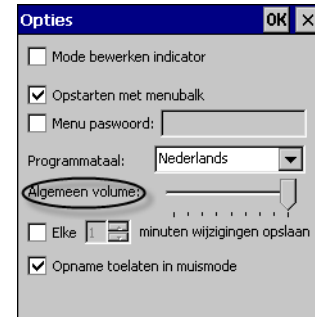 Opties OK ×
Mode bewerken indicator
Opstarten met menubalk
Menu paswoord:
Programmataal: Nederlands
Algemeen volume:
Elke 1 minuten wijzigingen opslaan
Opname toelaten in muismode